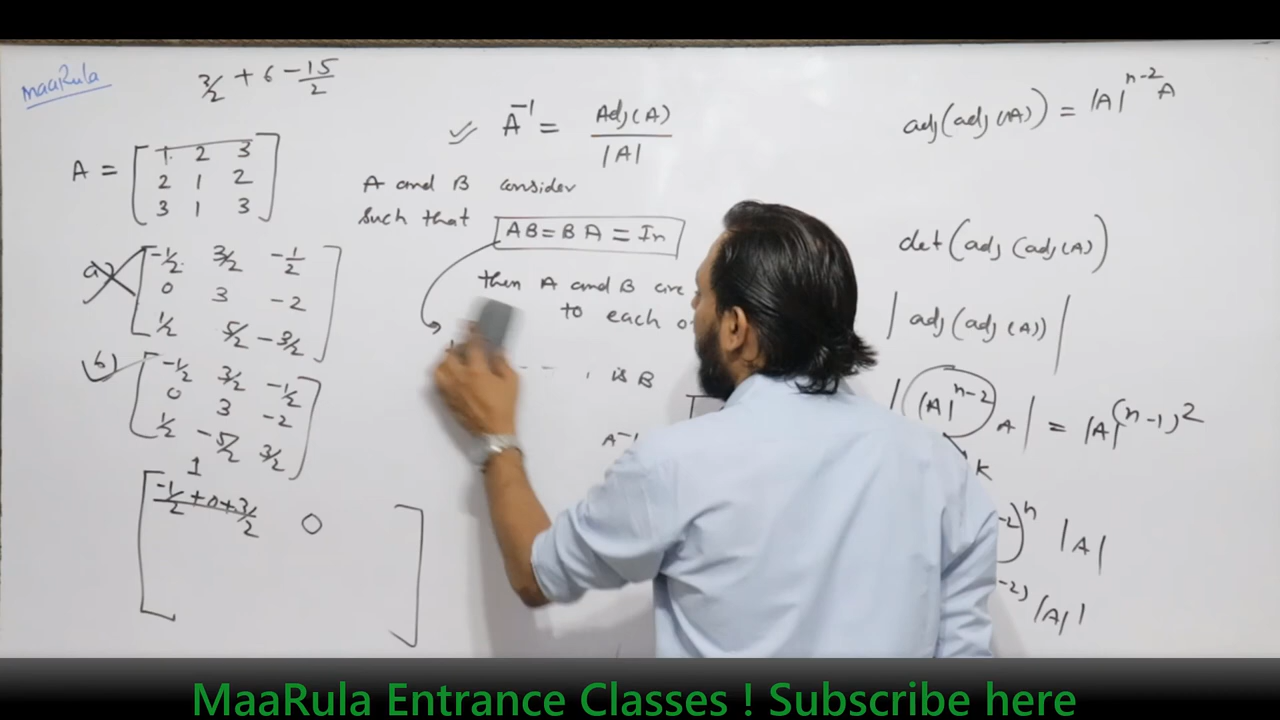 maaRula
3/2 + 6 - 15/2
A = [1 2 3
2 1 2
3 1 3]
a) [-1/2 3/2 -1/2
0 3 -2
1/2 5/2 -3/2]
b) [-1/2 3/2 -1/2
0 3 -2
1/2 -5/2 3/2]
1
[-1/2 + 0 + 3/2 0 ]
A^-1 = Adj(A) / |A|
A and B consider
such that AB = BA = In
then A and B are
to each
is B
A^-1
adj(adj(A)) = |A|^n-2 A
det(adj(adj(A)))
|adj(adj(A))|
||A|^n-2 A| = |A|^(n-1)^2
K
-2)^n |A|
-2) |A|
MaaRula Entrance Classes ! Subscribe here